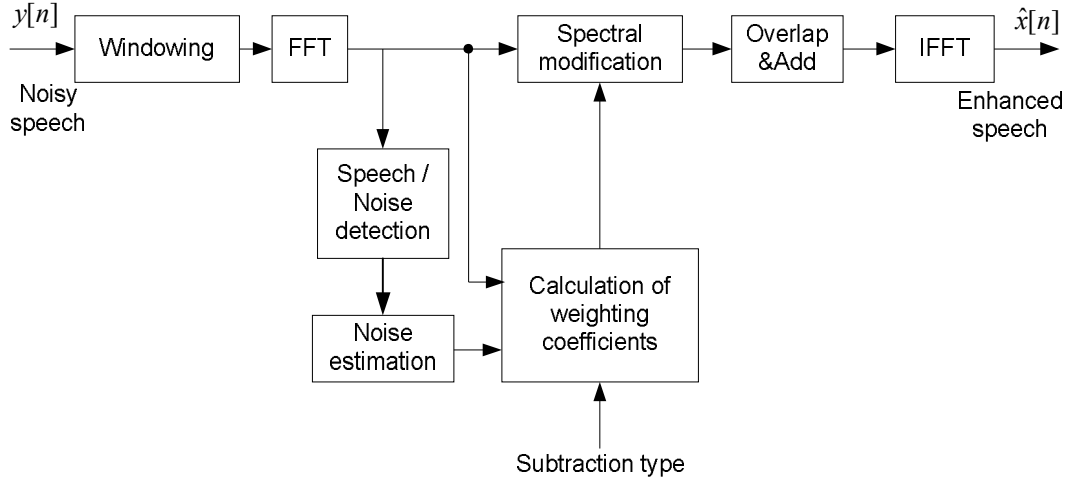 y[n]
Noisy
speech
Windowing
FFT
Spectral
modification
Overlap
&Add
IFFT
x̂[n]
Enhanced
speech
Speech /
Noise
detection
Noise
estimation
Calculation of
weighting
coefficients
Subtraction type